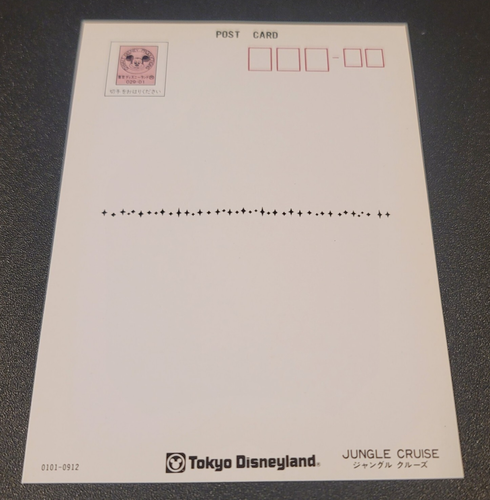 POST CARD
切手をおはりください
0101-0912
Tokyo Disneyland®
JUNGLE CRUISE
ジャングル クルーズ